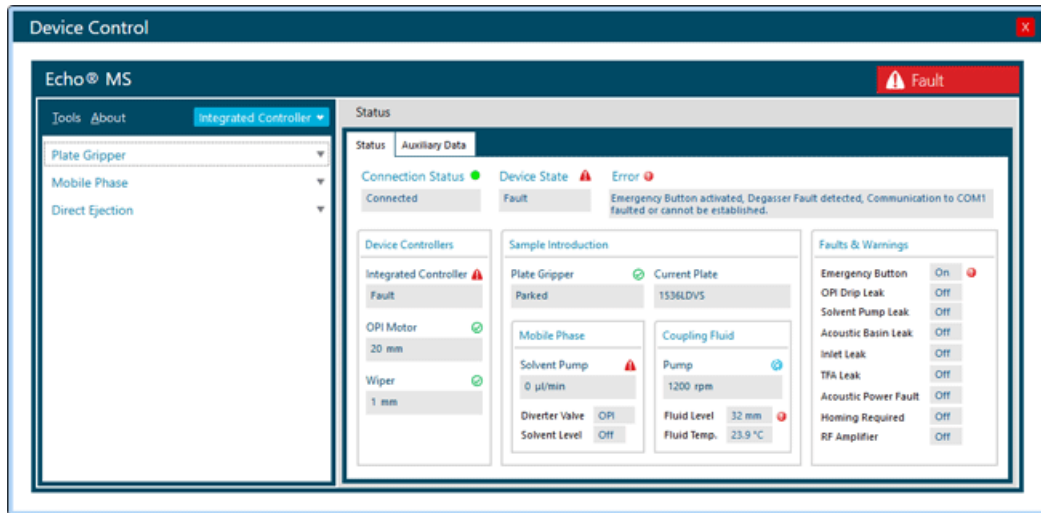 Device Control
X
Echo® MS
Fault
Tools About
Integrated Controller
Plate Gripper
Mobile Phase
Direct Ejection
Status
Status
Auxiliary Data
Connection Status
Connected
Device State
Fault
Error
Emergency Button activated, Degasser Fault detected, Communication to COM1
faulted or cannot be established.
Device Controllers
Integrated Controller
Fault
OPI Motor
20 mm
Wiper
1 mm
Sample Introduction
Plate Gripper
Parked
Current Plate
1536LDVS
Mobile Phase
Solvent Pump
0 µl/min
Diverter Valve OPI
Solvent Level Off
Coupling Fluid
Pump
1200 rpm
Fluid Level 32 mm
Fluid Temp. 23.9 °C
Faults & Warnings
Emergency Button On
OPI Drip Leak Off
Solvent Pump Leak Off
Acoustic Basin Leak Off
Inlet Leak Off
TFA Leak Off
Acoustic Power Fault Off
Homing Required Off
RF Amplifier Off